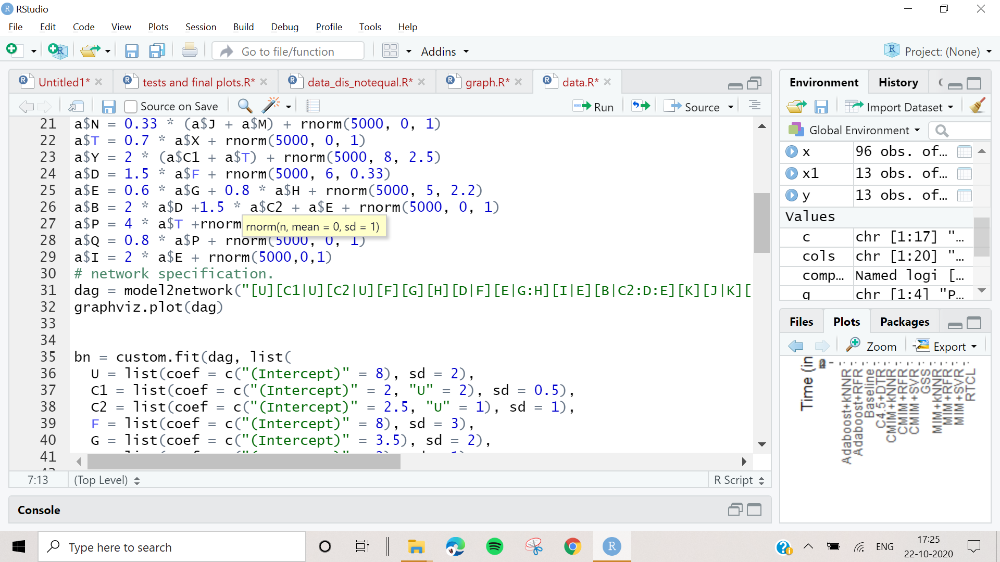 RStudio
File Edit Code View Plots Session Build Debug Profile Tools Help
Go to file/function Addins Project: (None)
Untitled1* tests and final plots.R* data_dis_notequal.R* graph.R* data.R*
Source on Save Run Source
21 a$N = 0.33 * (a$J + a$M) + rnorm(5000, 0, 1)
22 a$T = 0.7 * a$X + rnorm(5000, 0, 1)
23 a$Y = 2 * (a$C1 + a$T) + rnorm(5000, 8, 2.5)
24 a$D = 1.5 * a$F + rnorm(5000, 6, 0.33)
25 a$E = 0.6 * a$G + 0.8 * a$H + rnorm(5000, 5, 2.2)
26 a$B = 2 * a$D +1.5 * a$C2 + a$E + rnorm(5000, 0, 1)
27 a$P = 4 * a$T +rnorm
rnorm(n, mean = 0, sd = 1)
28 a$Q = 0.8 * a$P + rnorm(5000, 0, 1)
29 a$I = 2 * a$E + rnorm(5000,0,1)
30 # network specification.
31 dag = model2network("[U][C1|U][C2|U][F][G][H][D|F][E|G:H][I|E][B|C2:D:E][K][J|K][
32 graphviz.plot(dag)
33
34
35 bn = custom.fit(dag, list(
36 U = list(coef = c("(Intercept)" = 8), sd = 2),
37 C1 = list(coef = c("(Intercept)" = 2, "U" = 2), sd = 0.5),
38 C2 = list(coef = c("(Intercept)" = 2.5, "U" = 1), sd = 1),
39 F = list(coef = c("(Intercept)" = 8), sd = 3),
40 G = list(coef = c("(Intercept)" = 3.5), sd = 2),
41
7:13 (Top Level) R Script
Console
Environment History
Import Dataset
Global Environment
x 96 obs. of…
x1 13 obs. of…
y 13 obs. of…
Values
c chr [1:17] "…
cols chr [1:20] "…
comp… Named logi […
q chr [1:4] "P…
Files Plots Packages
Zoom Export
Time (in
Adaboost+kNNR
Adaboost+RFR
Baseline
C4.5+DTR
CMIM+kNNR
CMIM+RFR
CMIM+SVR
GSS
MIM+kNNR
MIM+RFR
MIM+SVR
RTCL
Type here to search
ENG
17:25
22-10-2020